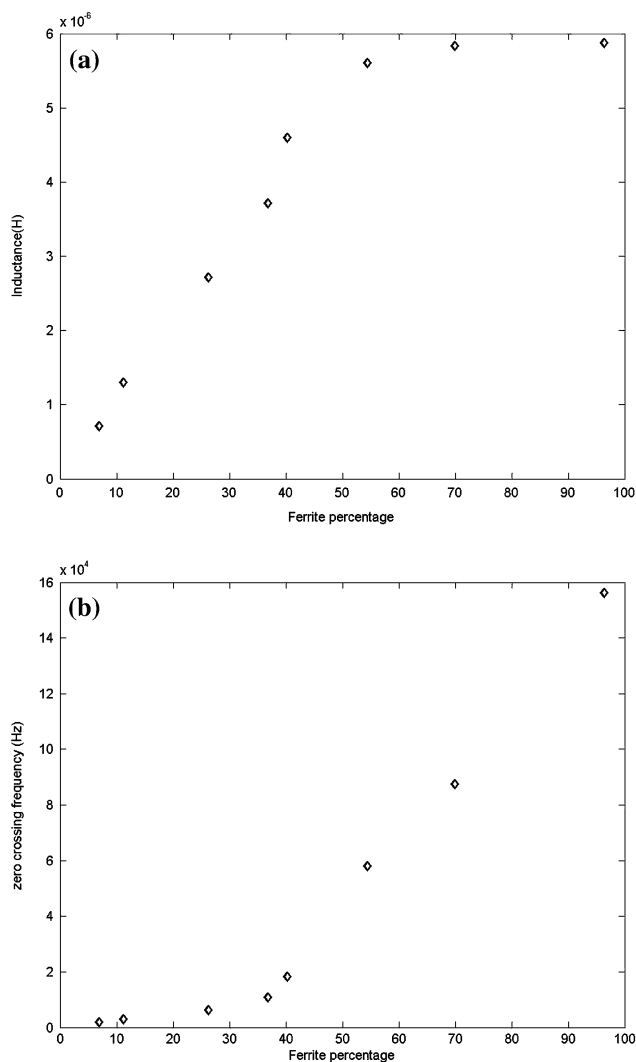 x 10-6
(a)
6
5
4
3
2
1
0
Inductance(H)
0 10 20 30 40 50 60 70 80 90 100
Ferrite percentage
x 104
(b)
16
14
12
10
8
6
4
2
0
zero crossing frequency (Hz)
0 10 20 30 40 50 60 70 80 90 100
Ferrite percentage